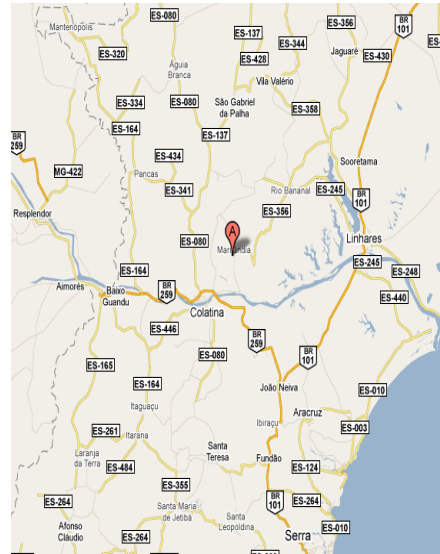 ES-080
ES-356
Mantenópolis
ES-137
BR
101
ES-320
ES-344
Jaguaré
Águia
Branca
ES-428
ES-430
Vila Valério
ES-334
ES-080
São Gabriel
da Palha
ES-358
ES-164
ES-137
BR
259
ES-434
Sooretama
MG-422
Pancas
ES-341
Rio Bananal
ES-245
BR
101
ES-356
Resplendor
A
ES-080
Marilândia
Linhares
ES-245
ES-164
ES-248
Aimorés
Baixo
Guandu
BR
259
ES-440
Colatina
ES-446
BR
259
ES-080
BR
101
ES-165
ES-164
João Neiva
ES-010
Itaguaçu
Aracruz
Ibiraçu
ES-003
ES-261
Itarana
Santa
Teresa
Laranja
da Terra
ES-484
Fundão
ES-124
ES-355
ES-264
BR
101
ES-264
Santa Maria
de Jetibá
Santa
Leopoldina
Afonso
Cláudio
ES-010
ES-264
Serra